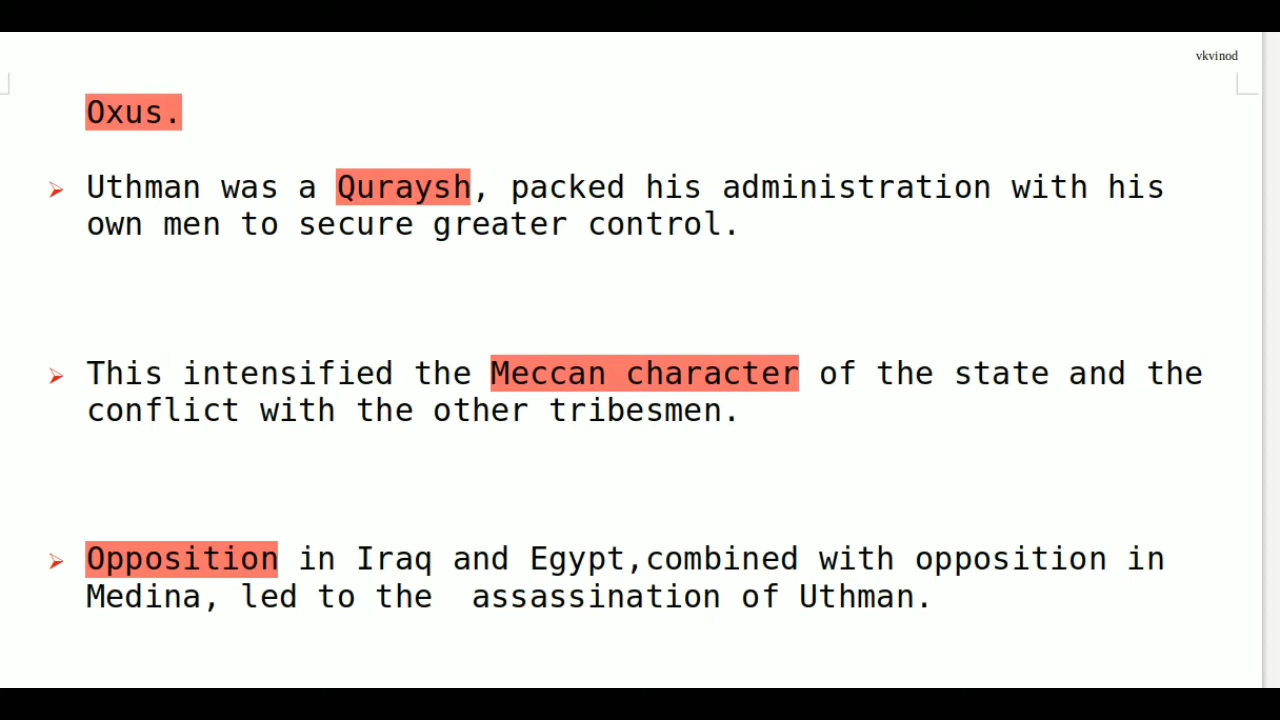 vkvinod
Oxus.
Uthman was a Quraysh, packed his administration with his
own men to secure greater control.
This intensified the Meccan character of the state and the
conflict with the other tribesmen.
Opposition in Iraq and Egypt,combined with opposition in
Medina, led to the  assassination of Uthman.